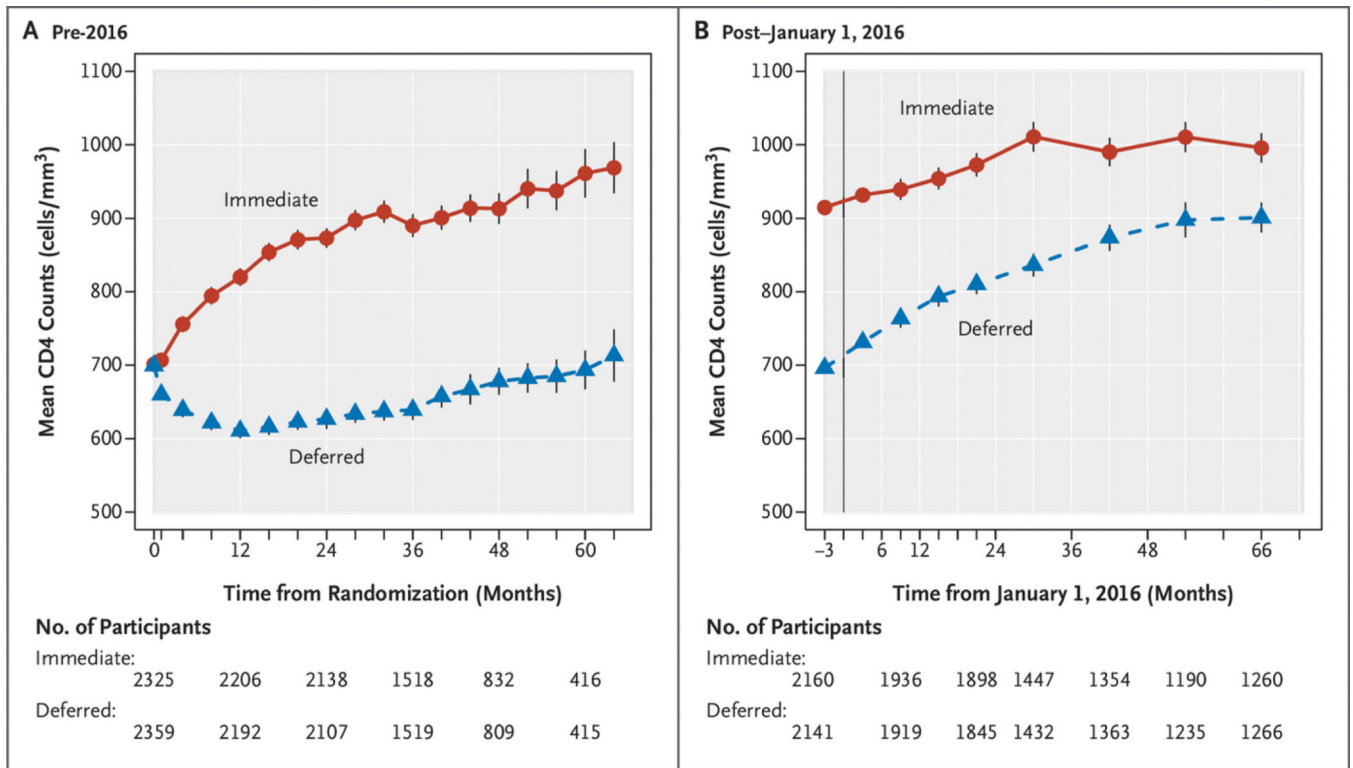 A Pre-2016
1100
1000
900
800
700
600
500
Mean CD4 Counts (cells/mm³)
Immediate
Deferred
0 12 24 36 48 60
Time from Randomization (Months)
No. of Participants
Immediate:
2325 2206 2138 1518 832 416
Deferred:
2359 2192 2107 1519 809 415
B Post–January 1, 2016
1100
1000
900
800
700
600
500
Mean CD4 Counts (cells/mm³)
Immediate
Deferred
–3 6 12 24 36 48 66
Time from January 1, 2016 (Months)
No. of Participants
Immediate:
2160 1936 1898 1447 1354 1190 1260
Deferred:
2141 1919 1845 1432 1363 1235 1266